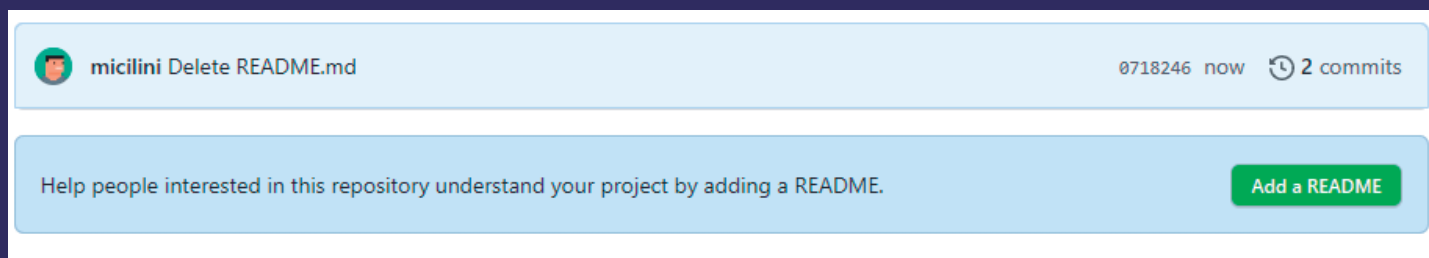 micilini Delete README.md 0718246 now 2 commits
Help people interested in this repository understand your project by adding a README. Add a README